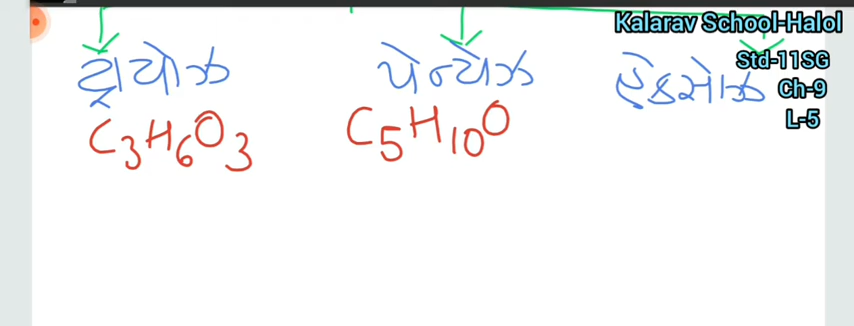 Kalarav School-Halol
Std-11SG
Ch-9
L-5
ટ્રાયોઝ પેન્ટોઝ હેક્સોઝ
C₃H₆O₃ C₅H₁₀O